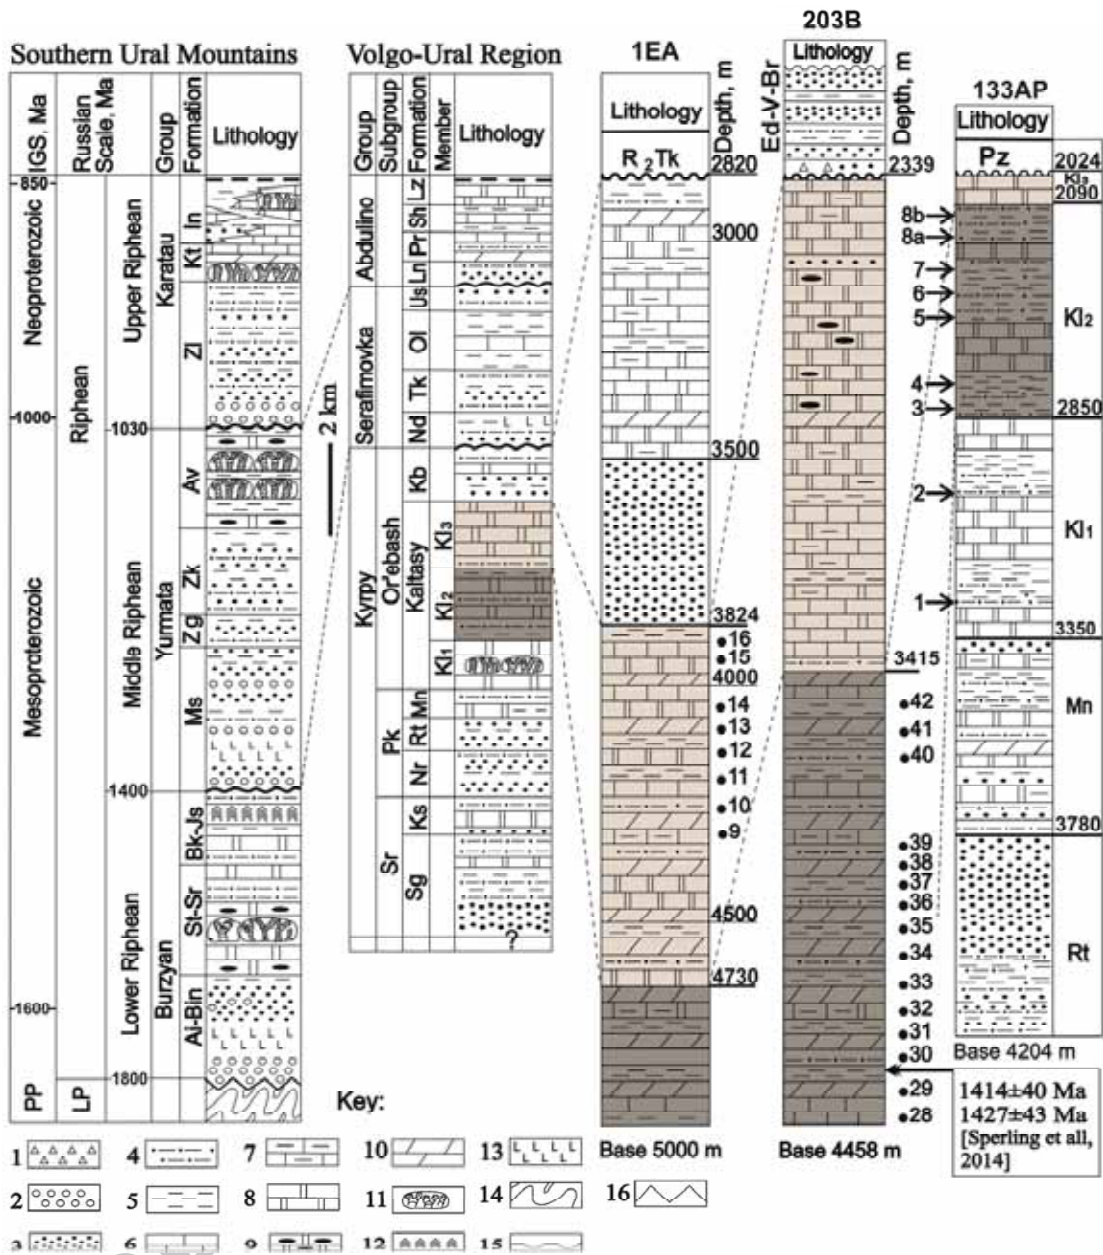 Southern Ural Mountains
IGS, Ma
Russian Scale, Ma
Group
Formation
Lithology
850
1000
1600
Neoproterozoic
Mesoproterozoic
PP
Riphean
LP
1030
1400
1800
Upper Riphean
Middle Riphean
Lower Riphean
Karatau
Yurmata
Burzyan
In
Kt
Zl
Av
Zk
Zg
Ms
Bk-Js
SI-Sr
Ai-Bin
2 km
Volgo-Ural Region
Group
Subgroup
Formation
Member
Lithology
Abdulino
Serafimovka
Kyrpy
Or'ebash
Pk
Sr
Lz
Sh
Pr
Ln
Us
Ol
Tk
Nd
Kb
Kaltasy
Mn
Rt
Nr
Ks
Sg
Kl3
Kl2
Kl1
?
1EA
Lithology
Depth, m
R2Tk
2820
3000
3500
3824
4000
4500
4730
16
15
14
13
12
11
10
9
Base 5000 m
203B
Lithology
Ed-V-Br
Depth, m
2339
3415
42
41
40
39
38
37
36
35
34
33
32
31
30
29
28
Base 4458 m
133AP
Lithology
Pz
2024
Kl3
2090
8b
8a
7
6
5
4
3
2
1
Kl2
2850
Kl1
3350
Mn
3780
Rt
Base 4204 m
1414±40 Ma
1427±43 Ma
[Sperling et all,
2014]
Key:
1 4 7 10 13
2 5 8 11 14 16
3 6 9 12 15